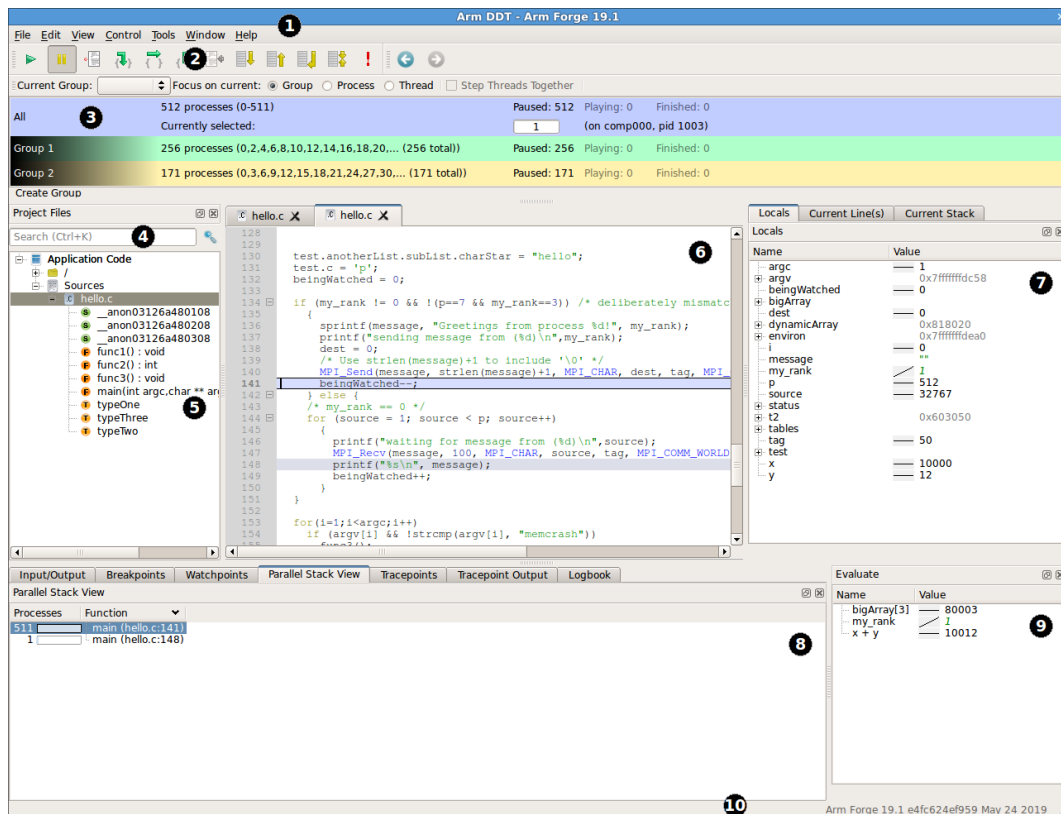 Arm DDT - Arm Forge 19.1
1
File Edit View Control Tools Window Help
2
Current Group: Focus on current: Group Process Thread Step Threads Together
All 3 512 processes (0-511) Paused: 512 Playing: 0 Finished: 0
Currently selected: 1 (on comp000, pid 1003)
Group 1 256 processes (0,2,4,6,8,10,12,14,16,18,20,... (256 total)) Paused: 256 Playing: 0 Finished: 0
Group 2 171 processes (0,3,6,9,12,15,18,21,24,27,30,... (171 total)) Paused: 171 Playing: 0 Finished: 0
Create Group
Project Files
Search (Ctrl+K) 4
Application Code
/
Sources
hello.c
__anon03126a480108
__anon03126a480208
__anon03126a480308
func1() : void
func2() : int
func3() : void
main(int argc,char ** ar
typeOne
5
typeThree
typeTwo
hello.c hello.c
6
128
129
130 test.anotherList.subList.charStar = "hello";
131 test.c = 'p';
132 beingWatched = 0;
133
134 if (my_rank != 0 && !(p==7 && my_rank==3)) /* deliberately mismatc
135 {
136 sprintf(message, "Greetings from process %d!", my_rank);
137 printf("sending message from (%d)\n",my_rank);
138 dest = 0;
139 /* Use strlen(message)+1 to include '\0' */
140 MPI_Send(message, strlen(message)+1, MPI_CHAR, dest, tag, MPI_
141 beingWatched--;
142 } else {
143 /* my_rank == 0 */
144 for (source = 1; source < p; source++)
145 {
146 printf("waiting for message from (%d)\n",source);
147 MPI_Recv(message, 100, MPI_CHAR, source, tag, MPI_COMM_WORLD
148 printf("%s\n", message);
149 beingWatched++;
150 }
151 }
152
153 for(i=1;i<argc;i++)
154 if (argv[i] && !strcmp(argv[i], "memcrash"))
155 func3();
Locals Current Line(s) Current Stack
Locals
Name Value
argc 1
argv 0x7fffffffdc58
7
beingWatched 0
bigArray
dest 0
dynamicArray 0x818020
environ 0x7fffffffdea0
i 0
message ""
my_rank 1
p 512
source 32767
status
t2 0x603050
tables
tag 50
test
x 10000
y 12
Input/Output Breakpoints Watchpoints Parallel Stack View Tracepoints Tracepoint Output Logbook
Parallel Stack View
Processes Function
511 main (hello.c:141)
1 main (hello.c:148)
8
Evaluate
Name Value
bigArray[3] 80003
my_rank 1
x + y 10012
9
10
Arm Forge 19.1 e4fc624ef959 May 24 2019